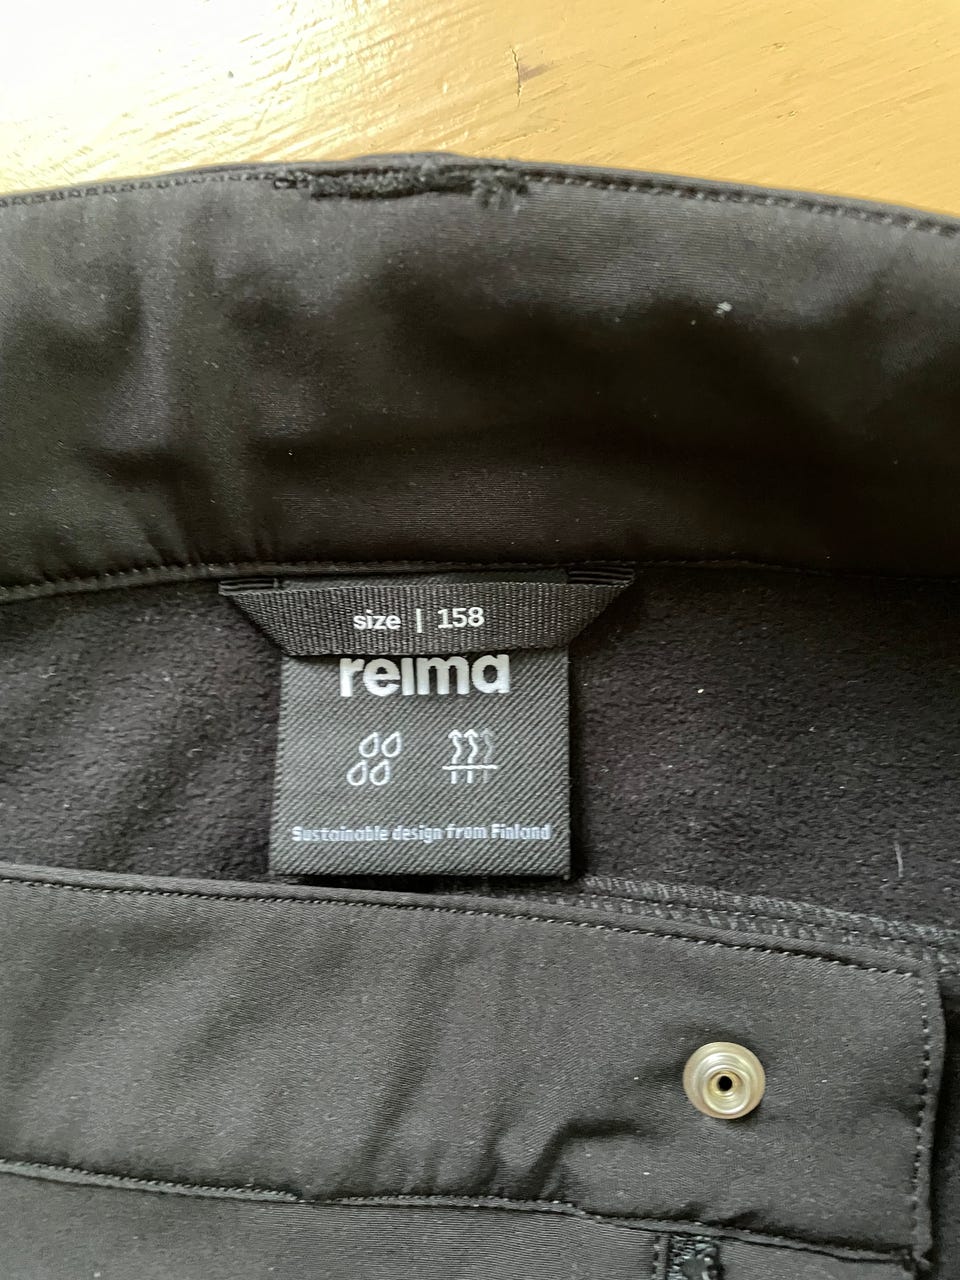 size | 158
reima
Sustainable design from Finland